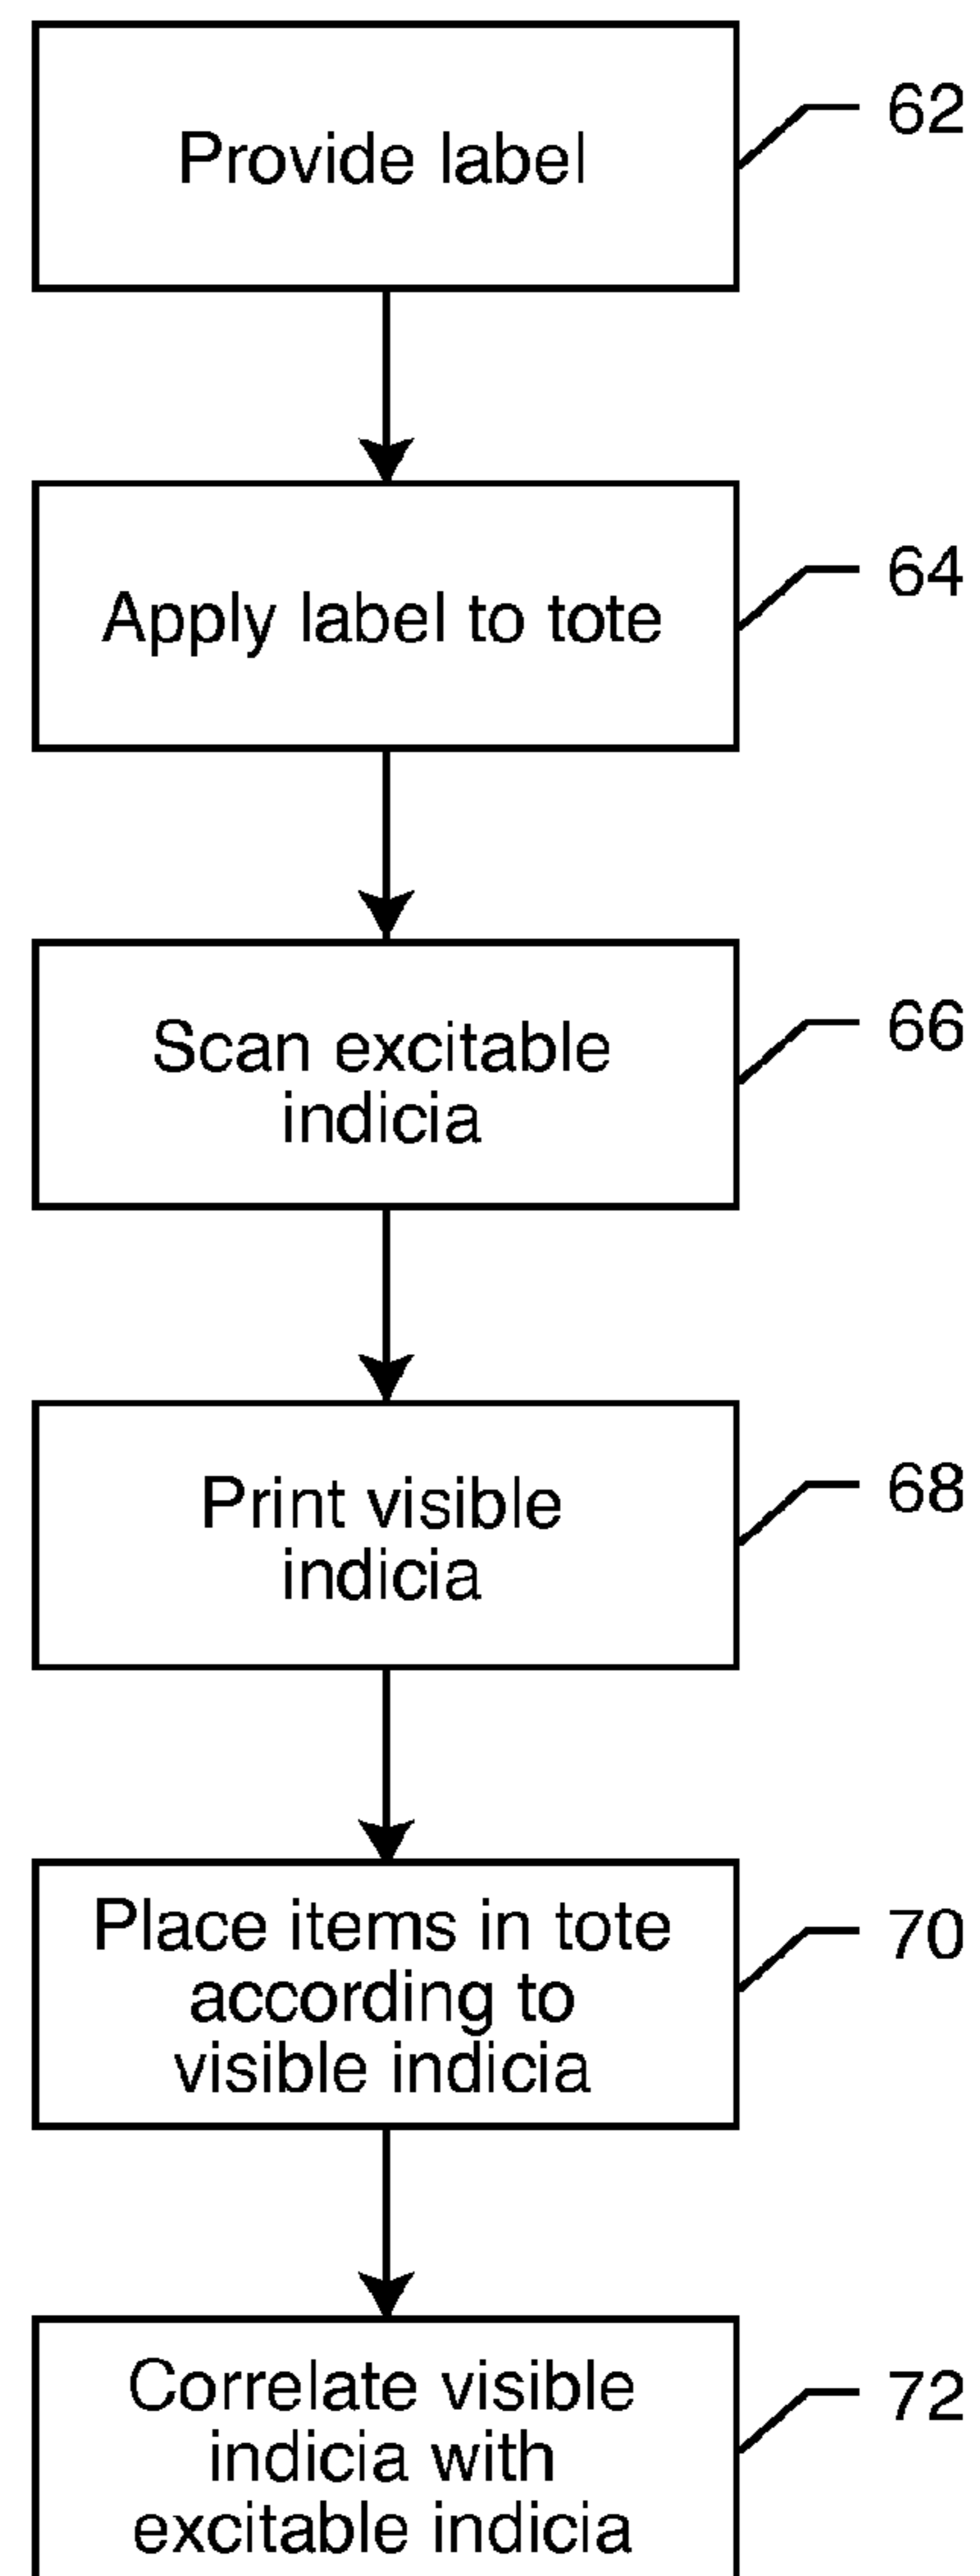 Provide label
62
Apply label to tote
64
Scan excitable
indicia
66
Print visible
indicia
68
Place items in tote
according to
visible indicia
70
Correlate visible
indicia with
excitable indicia
72